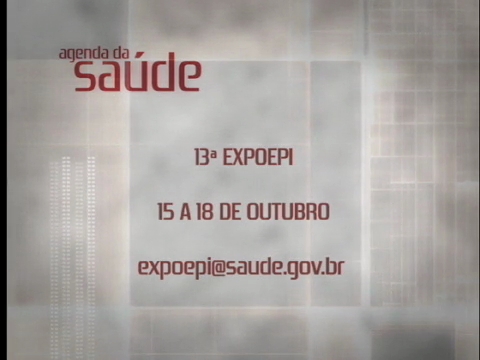 agenda da
saúde
13ª EXPOEPI
15 A 18 DE OUTUBRO
expoepi@saude.gov.br